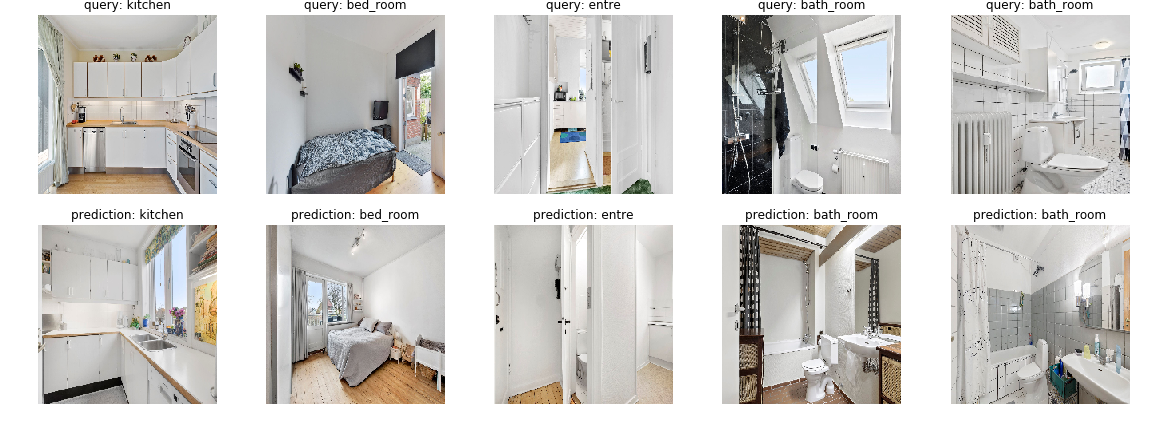 query: kitchen
query: bed_room
query: entre
query: bath_room
query: bath_room
prediction: kitchen
prediction: bed_room
prediction: entre
prediction: bath_room
prediction: bath_room